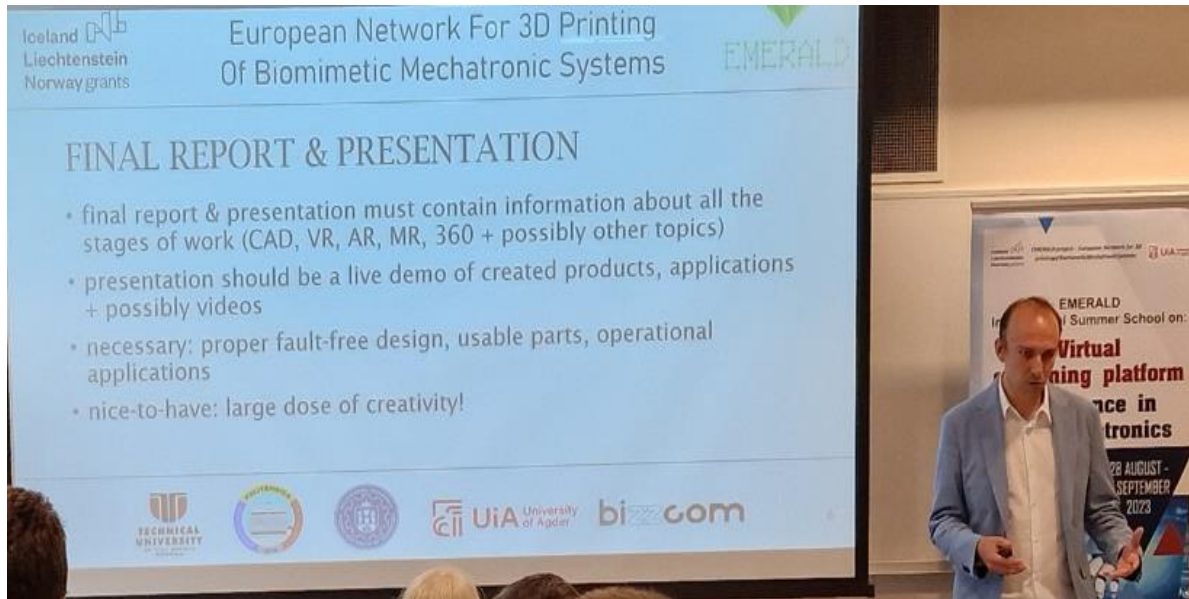 Iceland
Liechtenstein
Norway grants
European Network For 3D Printing
Of Biomimetic Mechatronic Systems
EMERALD
FINAL REPORT & PRESENTATION
• final report & presentation must contain information about all the
stages of work (CAD, VR, AR, MR, 360 + possibly other topics)
• presentation should be a live demo of created products, applications
+ possibly videos
• necessary: proper fault-free design, usable parts, operational
applications
• nice-to-have: large dose of creativity!
TECHNICAL
UNIVERSITY
POLITEHNICA
UiA University
of Agder
bizzcom
6
UiA
EMERALD
Summer School on:
Virtual
platform
in
28 AUGUST -
SEPTEMBER
2023